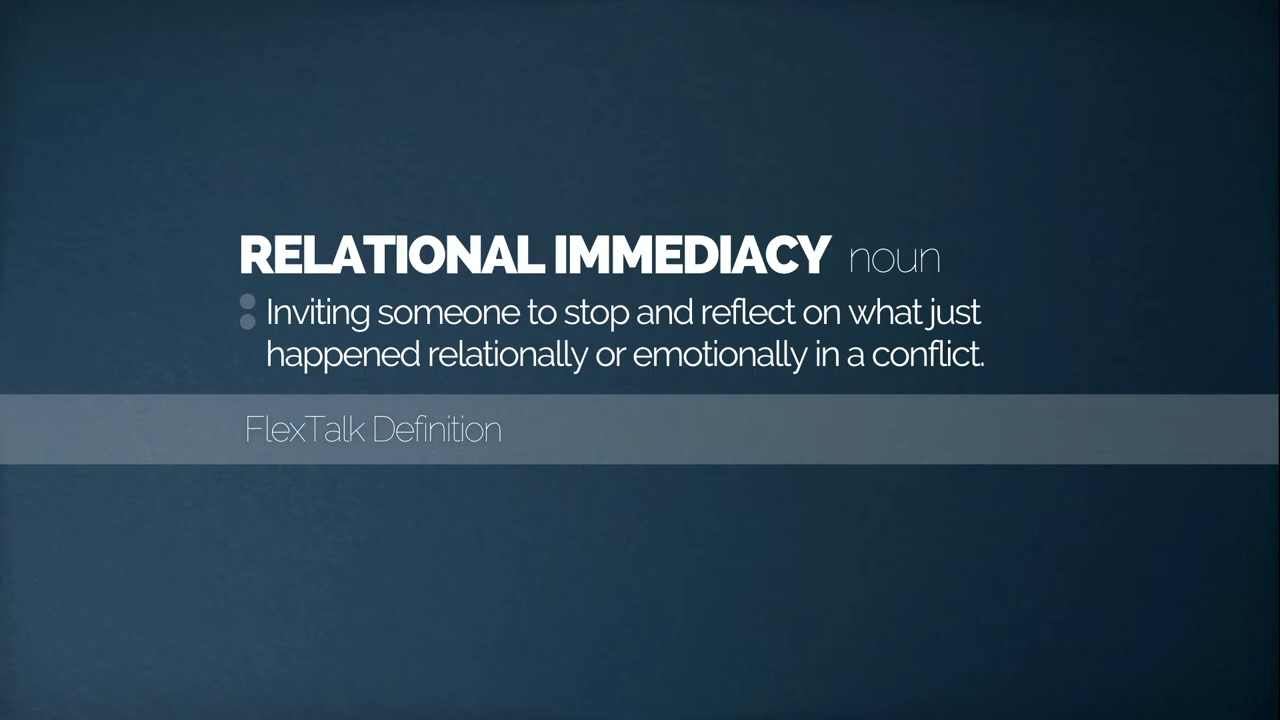 RELATIONAL IMMEDIACY noun
Inviting someone to stop and reflect on what just
happened relationally or emotionally in a conflict.
FlexTalk Definition